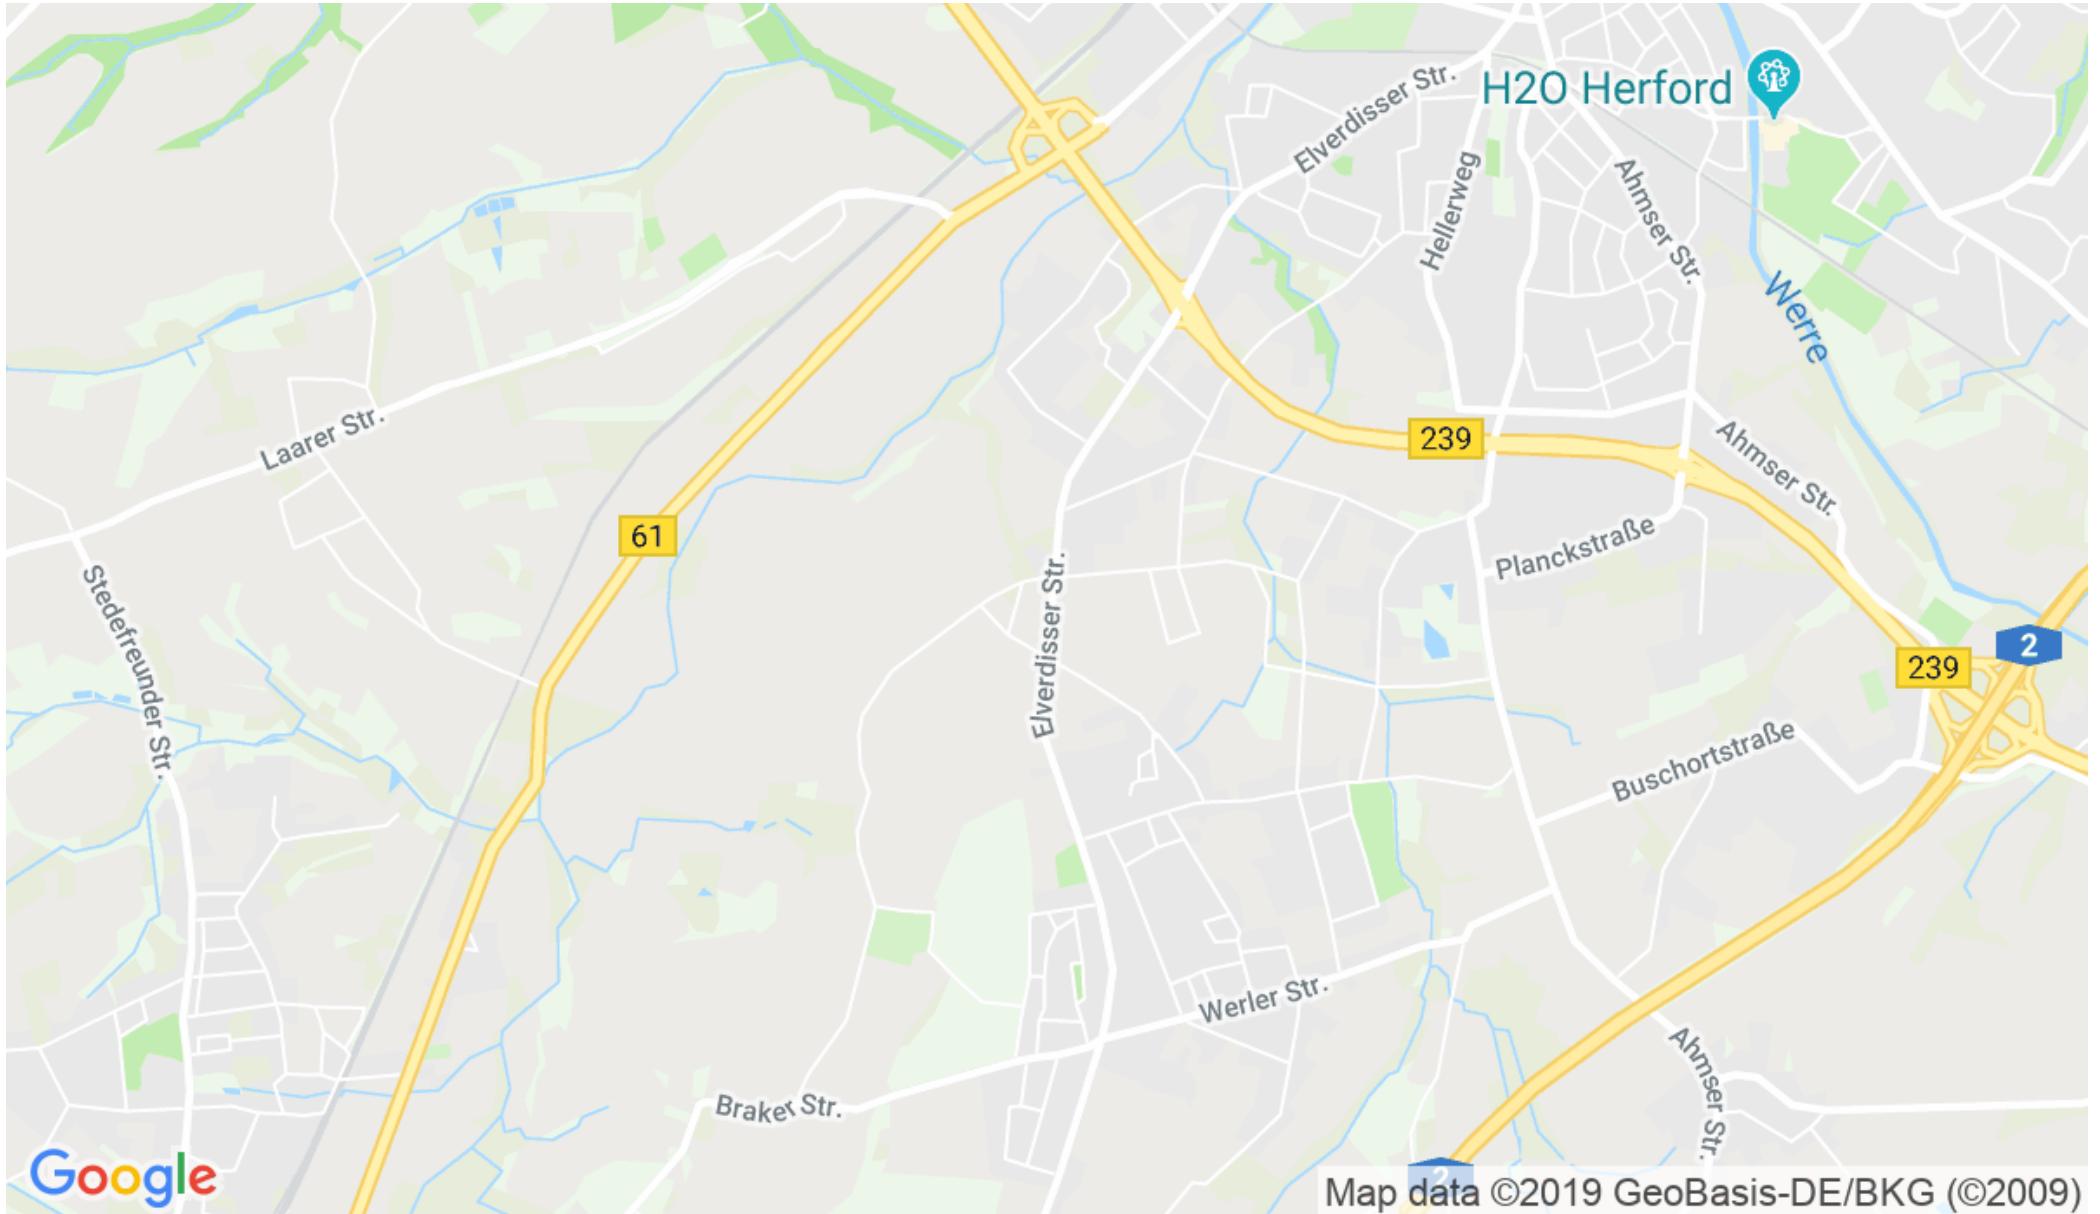 H2O Herford
Elverdisser Str.
Hellerweg
Ahmser Str.
Werre
Laarer Str.
239
Ahmser Str.
61
Planckstraße
Stedefreunder Str.
Elverdisser Str.
2
239
Buschortstraße
Werler Str.
Braker Str.
Ahmser Str.
2
Google
Map data ©2019 GeoBasis-DE/BKG (©2009)